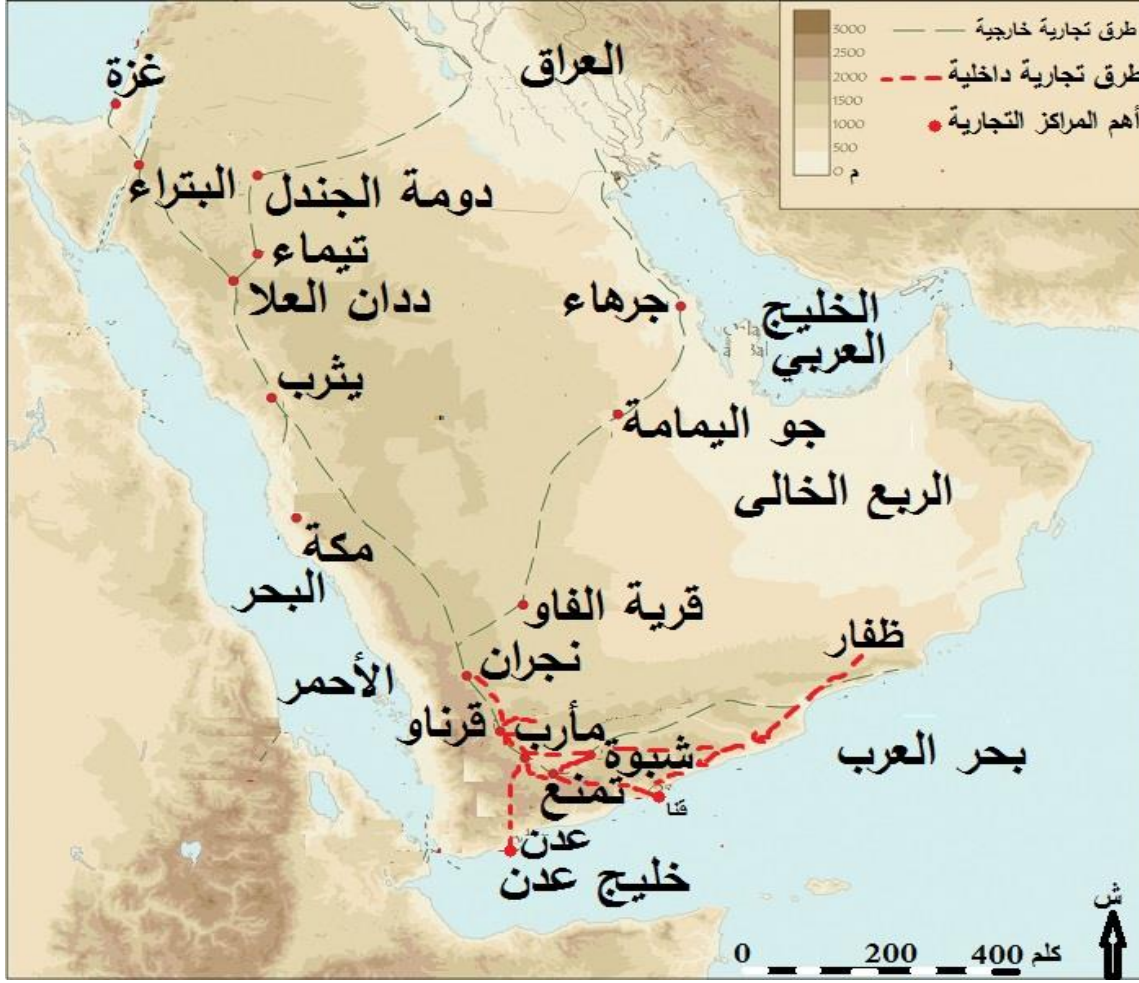 3000
2500
2000
1500
1000
500
0 م
طرق تجارية خارجية
طرق تجارية داخلية
أهم المراكز التجارية
العراق
غزة
البتراء
دومة الجندل
تيماء
ددان العلا
جرهاء
الخليج
العربي
يثرب
جو اليمامة
الربع الخالى
مكة
البحر
الأحمر
قرية الفاو
ظفار
نجران
قرناو
مأرب
شبوة
تمنع
قنا
بحر العرب
عدن
خليج عدن
ش
0 200 400 كلم